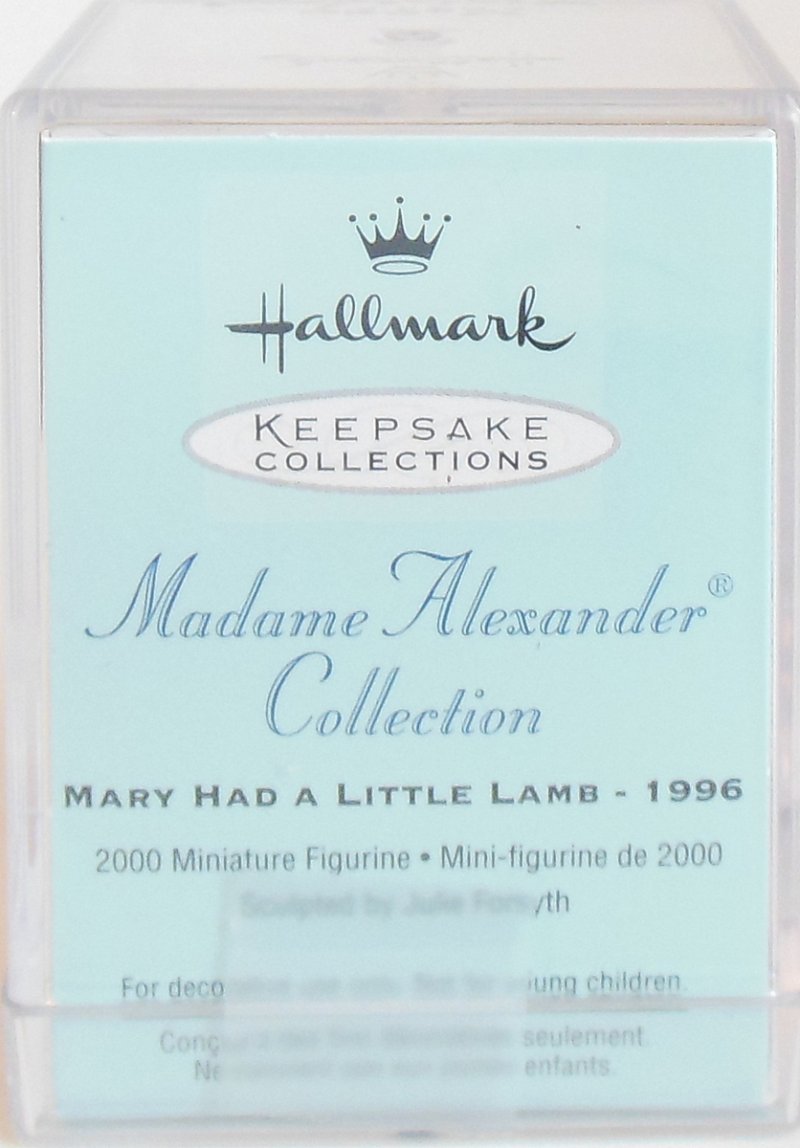 Hallmark
KEEPSAKE
COLLECTIONS
Madame Alexander®
Collection
MARY HAD A LITTLE LAMB - 1996
2000 Miniature Figurine • Mini-figurine de 2000
Sculpted by Julie Forsyth
For decorative use only. Not for young children.
seulement.
enfants.